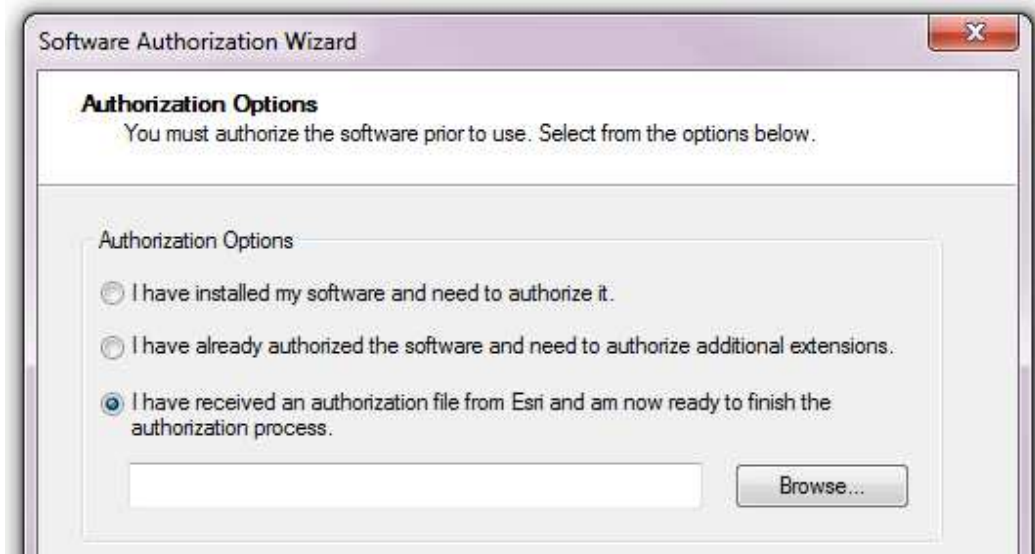 Software Authorization Wizard
Authorization Options
You must authorize the software prior to use. Select from the options below.
Authorization Options
I have installed my software and need to authorize it.
I have already authorized the software and need to authorize additional extensions.
I have received an authorization file from Esri and am now ready to finish the
authorization process.
Browse...